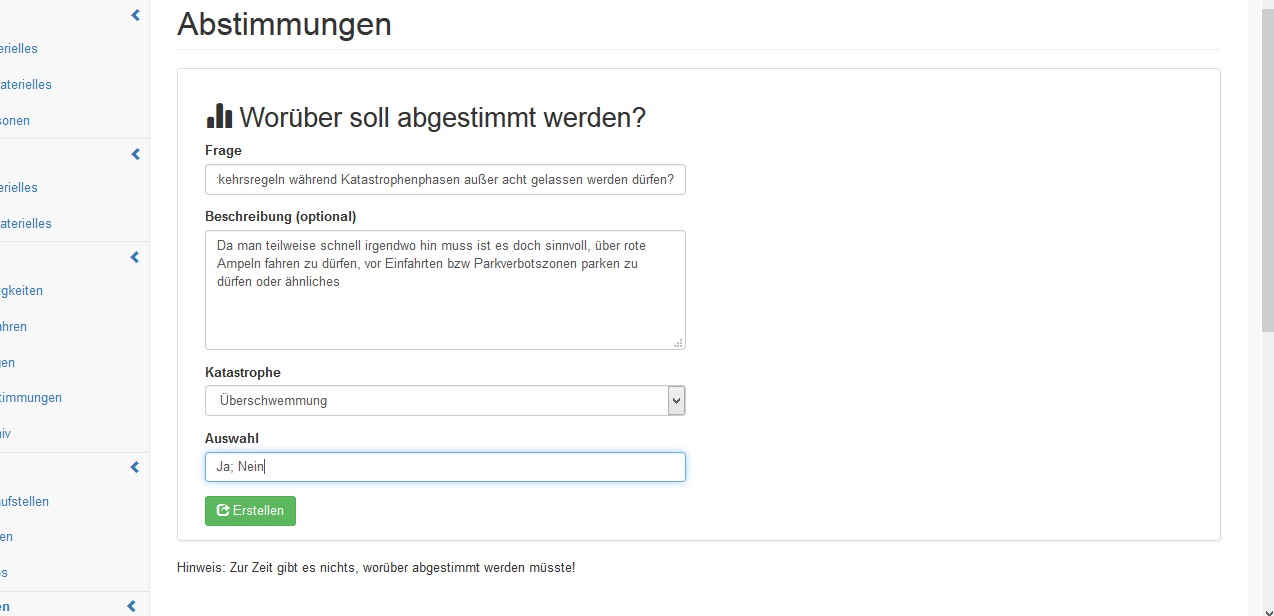 Abstimmungen
Worüber soll abgestimmt werden?
Frage
kehrsregeln während Katastrophenphasen außer acht gelassen werden dürfen?
Beschreibung (optional)
Da man teilweise schnell irgendwo hin muss ist es doch sinnvoll, über rote
Ampeln fahren zu dürfen, vor Einfahrten bzw Parkverbotszonen parken zu
dürfen oder ähnliches
Katastrophe
Überschwemmung
Auswahl
Ja; Nein
Erstellen
Hinweis: Zur Zeit gibt es nichts, worüber abgestimmt werden müsste!
erielles
aterielles
sonen
erielles
aterielles
gkeiten
ahren
gen
timmungen
iv
ufstellen
en
s
en